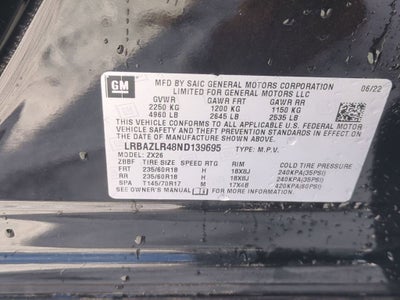 GM
MFD BY SAIC GENERAL MOTORS CORPORATION
LIMITED FOR GENERAL MOTORS LLC 06/22
GVWR GAWR FRT GAWR RR
2250 KG 1200 KG 1150 KG
4960 LB 2645 LB 2535 LB
THIS VEHICLE CONFORMS TO ALL APPLICABLE U.S. FEDERAL MOTOR
VEHICLE SAFETY AND THEFT PREVENTION STANDARDS IN EFFECT ON
THE DATE OF MANUFACTURE SHOWN ABOVE.
LRBAZLR48ND139695 TYPE: M.P.V.
MODEL: ZX26
ZBBF TIRE SIZE SPEED RTG RIM COLD TIRE PRESSURE
FRT 235/60R18 H 18X8J 240KPA(35PSI)
RR 235/60R18 H 18X8J 240KPA(35PSI)
SPA T145/70R17 M 17X4B 420KPA(60PSI)
SEE OWNER'S MANUAL FOR MORE INFORMATION.